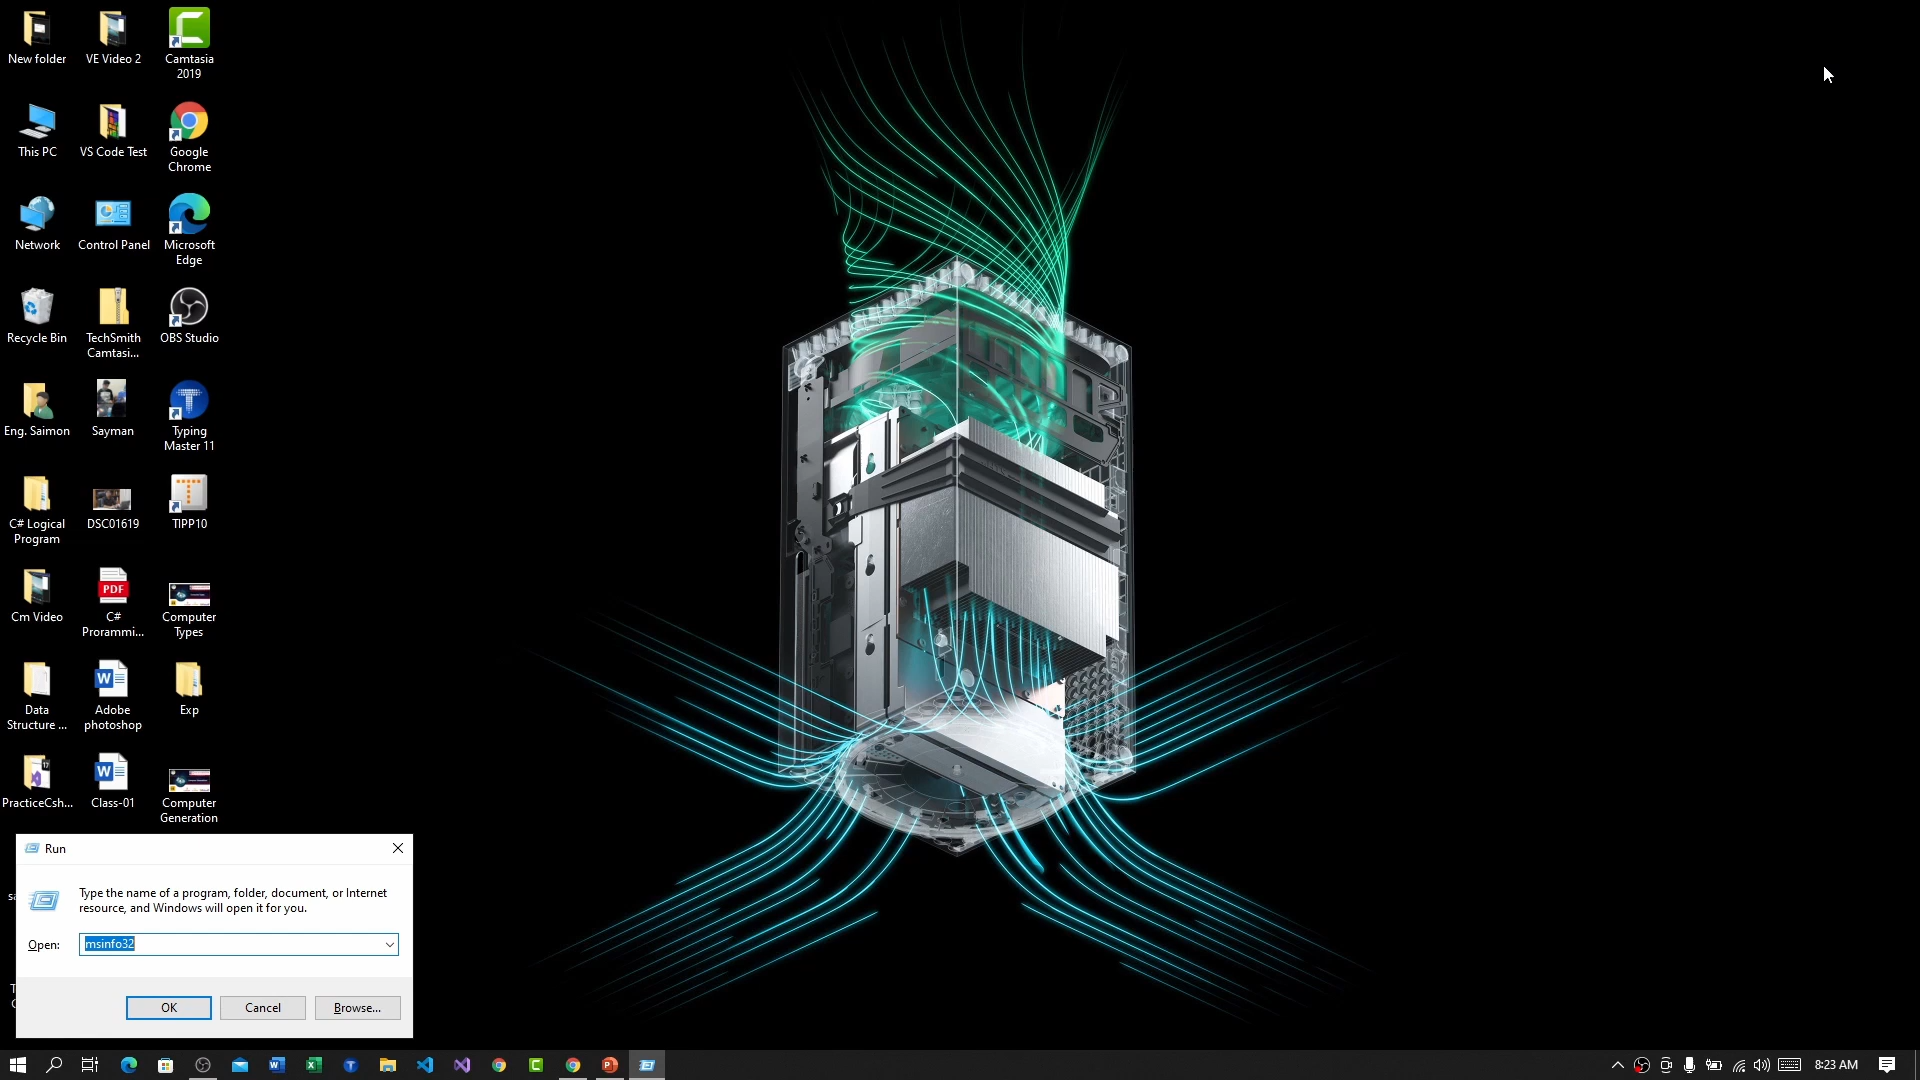 New folder
VE Video 2
Camtasia
2019
This PC
VS Code Test
Google
Chrome
Network
Control Panel
Microsoft
Edge
Recycle Bin
TechSmith
Camtasi...
OBS Studio
Eng. Saimon
Sayman
Typing
Master 11
C# Logical
Program
DSC01619
TIPP10
Cm Video
PDF
C#
Prorammi...
Computer
Types
Data
Structure ...
Adobe
photoshop
Exp
PracticeCsh...
Class-01
Computer
Generation
Run
Type the name of a program, folder, document, or Internet
resource, and Windows will open it for you.
Open:
msinfo32
OK
Cancel
Browse...
8:23 AM